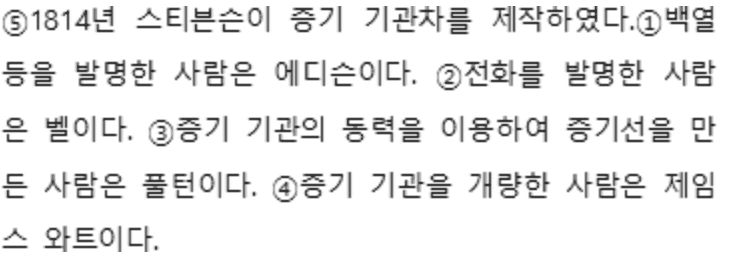 ⑤1814년 스티븐슨이 증기 기관차를 제작하였다.①백열
등을 발명한 사람은 에디슨이다. ②전화를 발명한 사람
은 벨이다. ③증기 기관의 동력을 이용하여 증기선을 만
든 사람은 풀턴이다. ④증기 기관을 개량한 사람은 제임
스 와트이다.